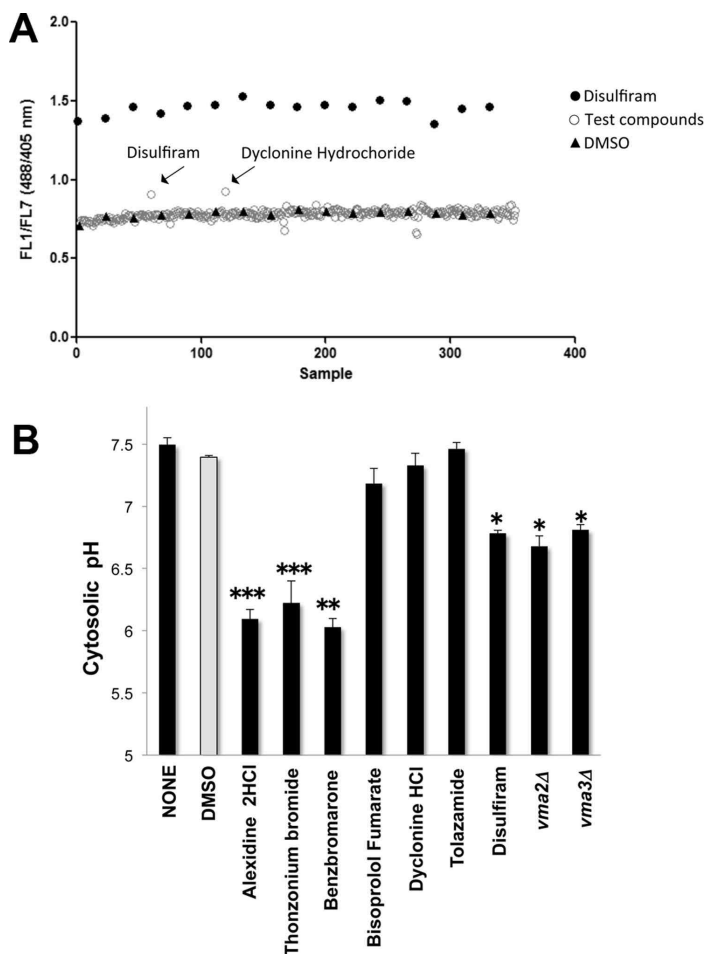 A
FL1/FL7 (488/405 nm)
2.0
1.5
1.0
0.5
0.0
Disulfiram
Dyclonine Hydrochoride
0
100
200
300
400
Sample
Disulfiram
Test compounds
DMSO
B
Cytosolic pH
7.5
7
6.5
6
5.5
5
***
***
**
*
*
*
NONE
DMSO
Alexidine 2HCl
Thonzonium bromide
Benzbromarone
Bisoprolol Fumarate
Dyclonine HCl
Tolazamide
Disulfiram
vma2Δ
vma3Δ